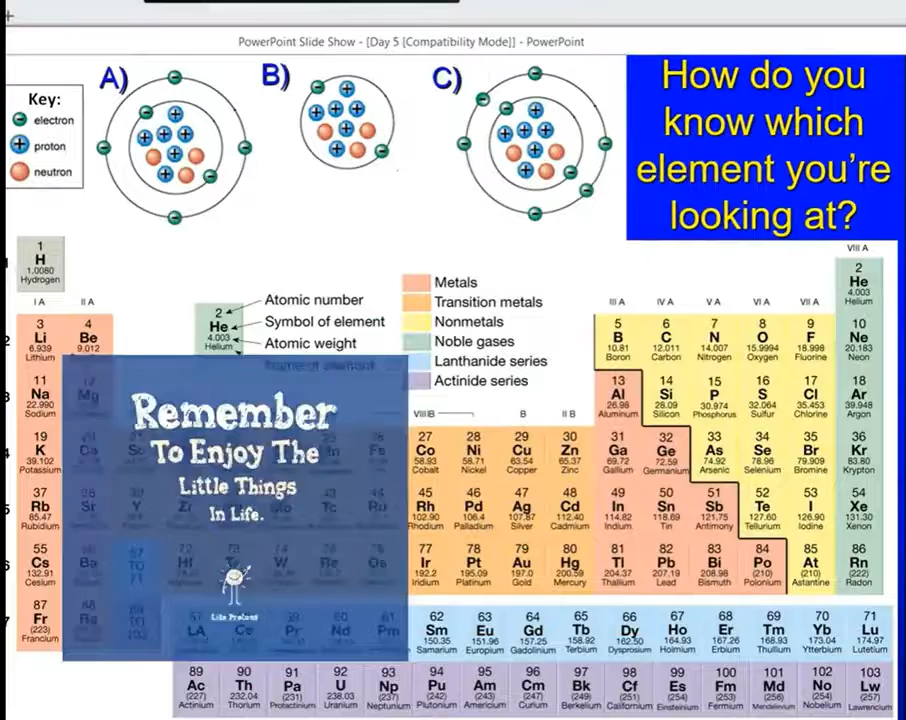 PowerPoint Slide Show - [Day 5 [Compatibility Mode]] - PowerPoint
A)
B)
C)
Key:
electron
proton
neutron
How do you
know which
element you're
looking at?
1
H
1.0080
Hydrogen
VIII A
2
He
4.003
Helium
I A II A
2
He
4.003
Helium
Atomic number
Symbol of element
Atomic weight
Metals
Transition metals
Nonmetals
Noble gases
Lanthanide series
Actinide series
III A IV A V A VI A VII A
3 4 5 6 7 8 9 10
Li Be B C N O F Ne
6.939 9.012 10.81 12.011 14.007 15.9994 18.998 20.183
Lithium Boron Carbon Nitrogen Oxygen Fluorine Neon
11 13 14 15 16 17 18
Na Mg Al Si P S Cl Ar
22.990 26.98 28.09 30.974 32.064 35.453 39.948
Sodium Aluminum Silicon Phosphorus Sulfur Chlorine Argon
Remember
To Enjoy The
Little Things
In Life.
VIII B B II B
19 27 28 29 30 31 32 33 34 35 36
K Co Ni Cu Zn Ga Ge As Se Br Kr
39.102 58.93 58.71 63.54 65.37 69.72 72.59 74.92 78.96 79.909 83.80
Potassium Cobalt Nickel Copper Zinc Gallium Germanium Arsenic Selenium Bromine Krypton
37 45 46 47 48 49 50 51 52 53 54
Rb Rh Pd Ag Cd In Sn Sb Te I Xe
85.47 102.90 106.4 107.87 112.40 114.82 118.69 121.75 127.60 126.90 131.30
Rubidium Rhodium Palladium Silver Cadmium Indium Tin Antimony Tellurium Iodine Xenon
55 77 78 79 80 81 82 83 84 85 86
Cs Ir Pt Au Hg Tl Pb Bi Po At Rn
132.91 192.2 195.09 197.0 200.59 204.37 207.19 208.98 (210) (210) (222)
Cesium Iridium Platinum Gold Mercury Thallium Lead Bismuth Polonium Astantine Radon
87
Fr
(223)
Francium
57 TO 71
62 63 64 65 66 67 68 69 70 71
LA Ce Pr Nd Pm Sm Eu Gd Tb Dy Ho Er Tm Yb Lu
150.35 151.96 157.25 158.92 162.50 164.93 167.26 168.93 173.04 174.97
Samarium Europium Gadolinium Terbium Dysprosium Holmium Erbium Thullium Ytterbium Lutetium
89 90 91 92 93 94 95 96 97 98 99 100 101 102 103
Ac Th Pa U Np Pu Am Cm Bk Cf Es Fm Md No Lw
(227) 232.04 (231) 238.03 (237) (242) (243) (247) (249) (251) (254) (253) (256) (254) (257)
Actinium Thorium Protactinium Uranium Neptunium Plutonium Americium Curium Berkelium Californium Einsteinium Fermium Mendelevium Nobelium Lawrencium